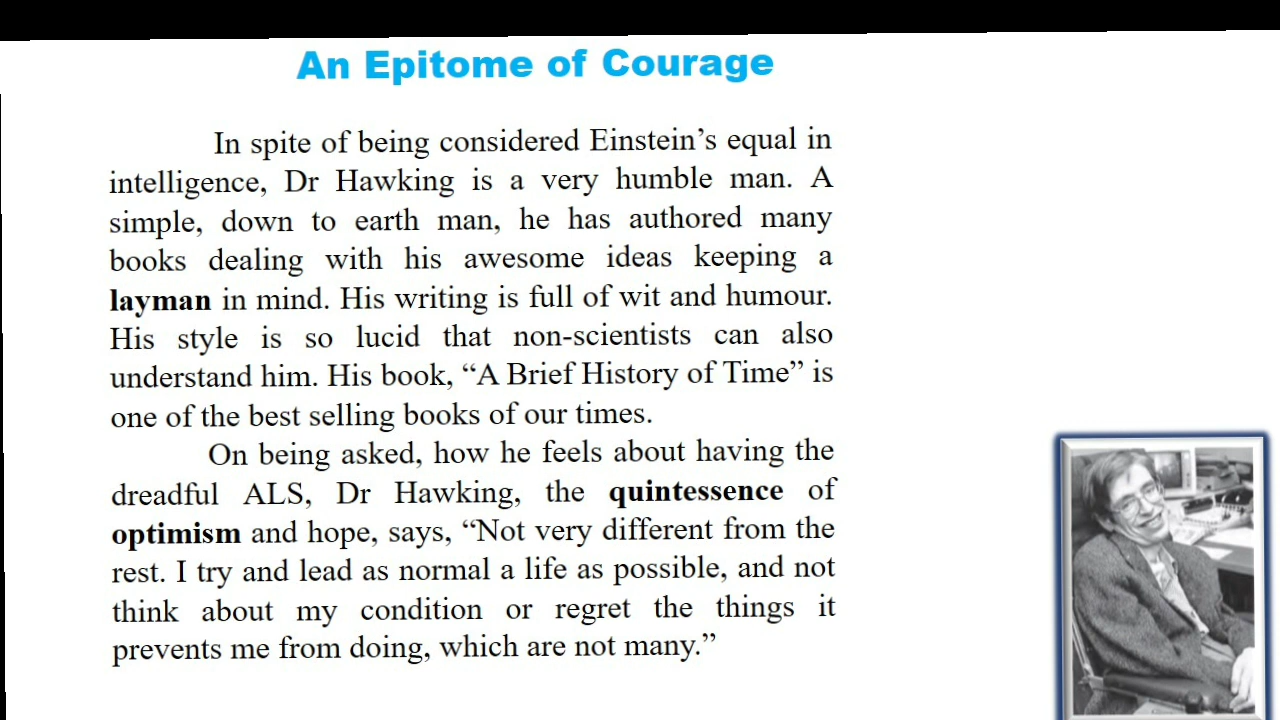 An Epitome of Courage
In spite of being considered Einstein’s equal in
intelligence, Dr Hawking is a very humble man. A
simple, down to earth man, he has authored many
books dealing with his awesome ideas keeping a
layman in mind. His writing is full of wit and humour.
His style is so lucid that non-scientists can also
understand him. His book, “A Brief History of Time” is
one of the best selling books of our times.
On being asked, how he feels about having the
dreadful ALS, Dr Hawking, the quintessence of
optimism and hope, says, “Not very different from the
rest. I try and lead as normal a life as possible, and not
think about my condition or regret the things it
prevents me from doing, which are not many.”